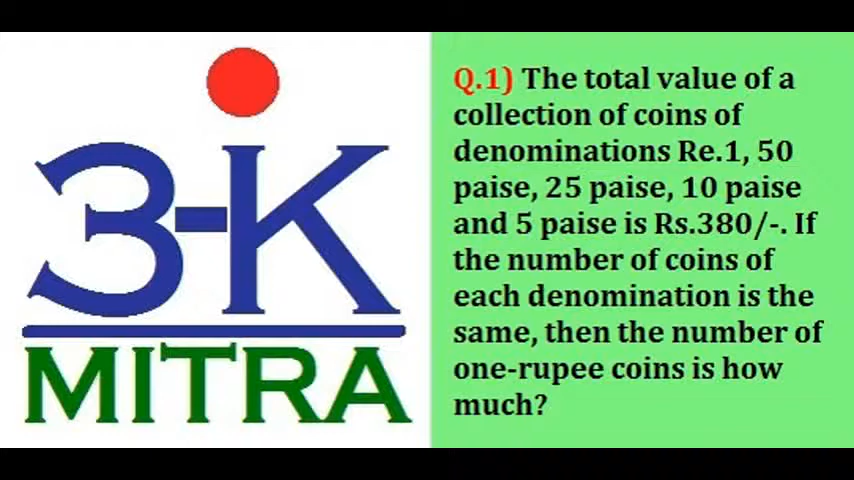 3-K
MITRA
Q.1) The total value of a
collection of coins of
denominations Re.1, 50
paise, 25 paise, 10 paise
and 5 paise is Rs.380/-. If
the number of coins of
each denomination is the
same, then the number of
one-rupee coins is how
much?